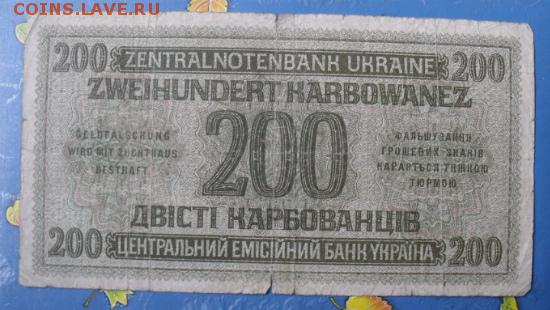 COINS.LAVE.RU
200 ZENTRALNOTENBANK UKRAINE 200
ZWEIHUNDERT KARBOWANEZ
GELDFÄLSCHUNG
WIRD MIT ZUCHTHAUS
BESTRAFT
200
ФАЛЬШУВАННЯ
ГРОШЕВИХ ЗНАКІВ
КАРАЄТЬСЯ ТЯЖКОЮ
ТЮРМОЮ
ДВІСТІ КАРБОВАНЦІВ
200 ЦЕНТРАЛЬНИЙ ЕМІСІЙНИЙ БАНК УКРАЇНА 200